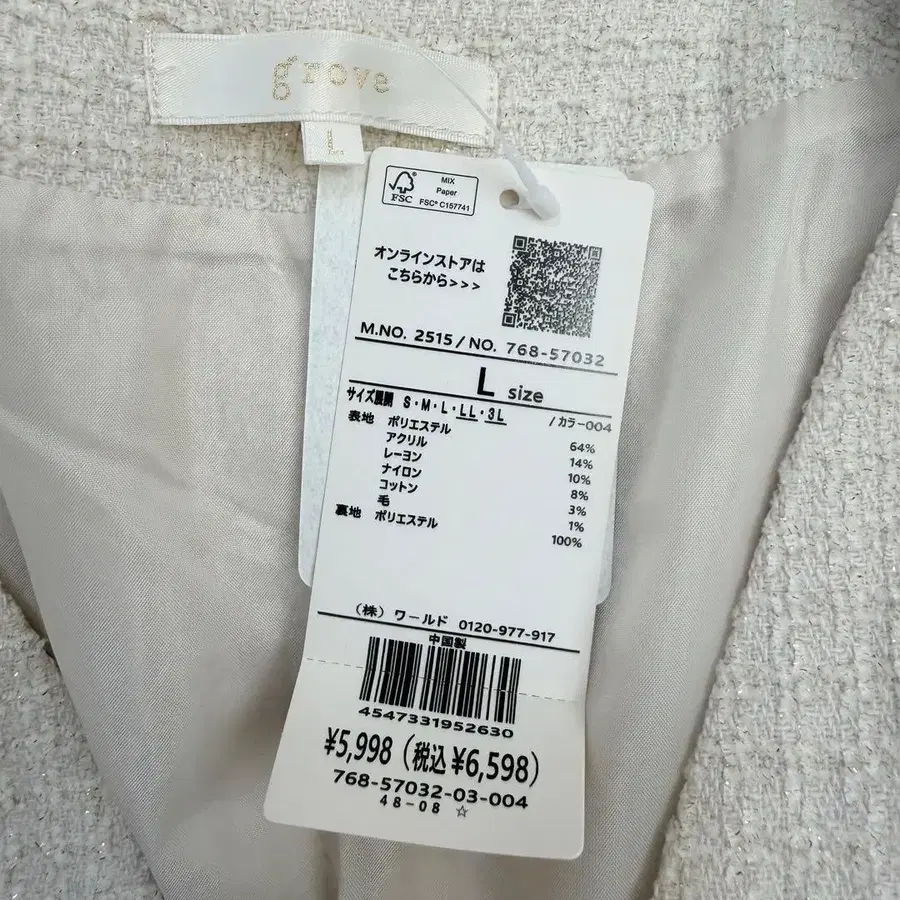 grove
L
FSC
MIX
Paper
FSC® C157741
オンラインストアは
こちらから>>>
M.NO. 2515 / NO. 768-57032
L size
サイズ展開 S・M・L・LL・3L /カラー004
表地 ポリエステル 64%
アクリル 14%
レーヨン 10%
ナイロン 8%
コットン 3%
毛 1%
裏地 ポリエステル 100%
(株) ワールド 0120-977-917
中国製
4547331952630
¥5,998 (税込 ¥6,598)
768-57032-03-004
48-08 ☆